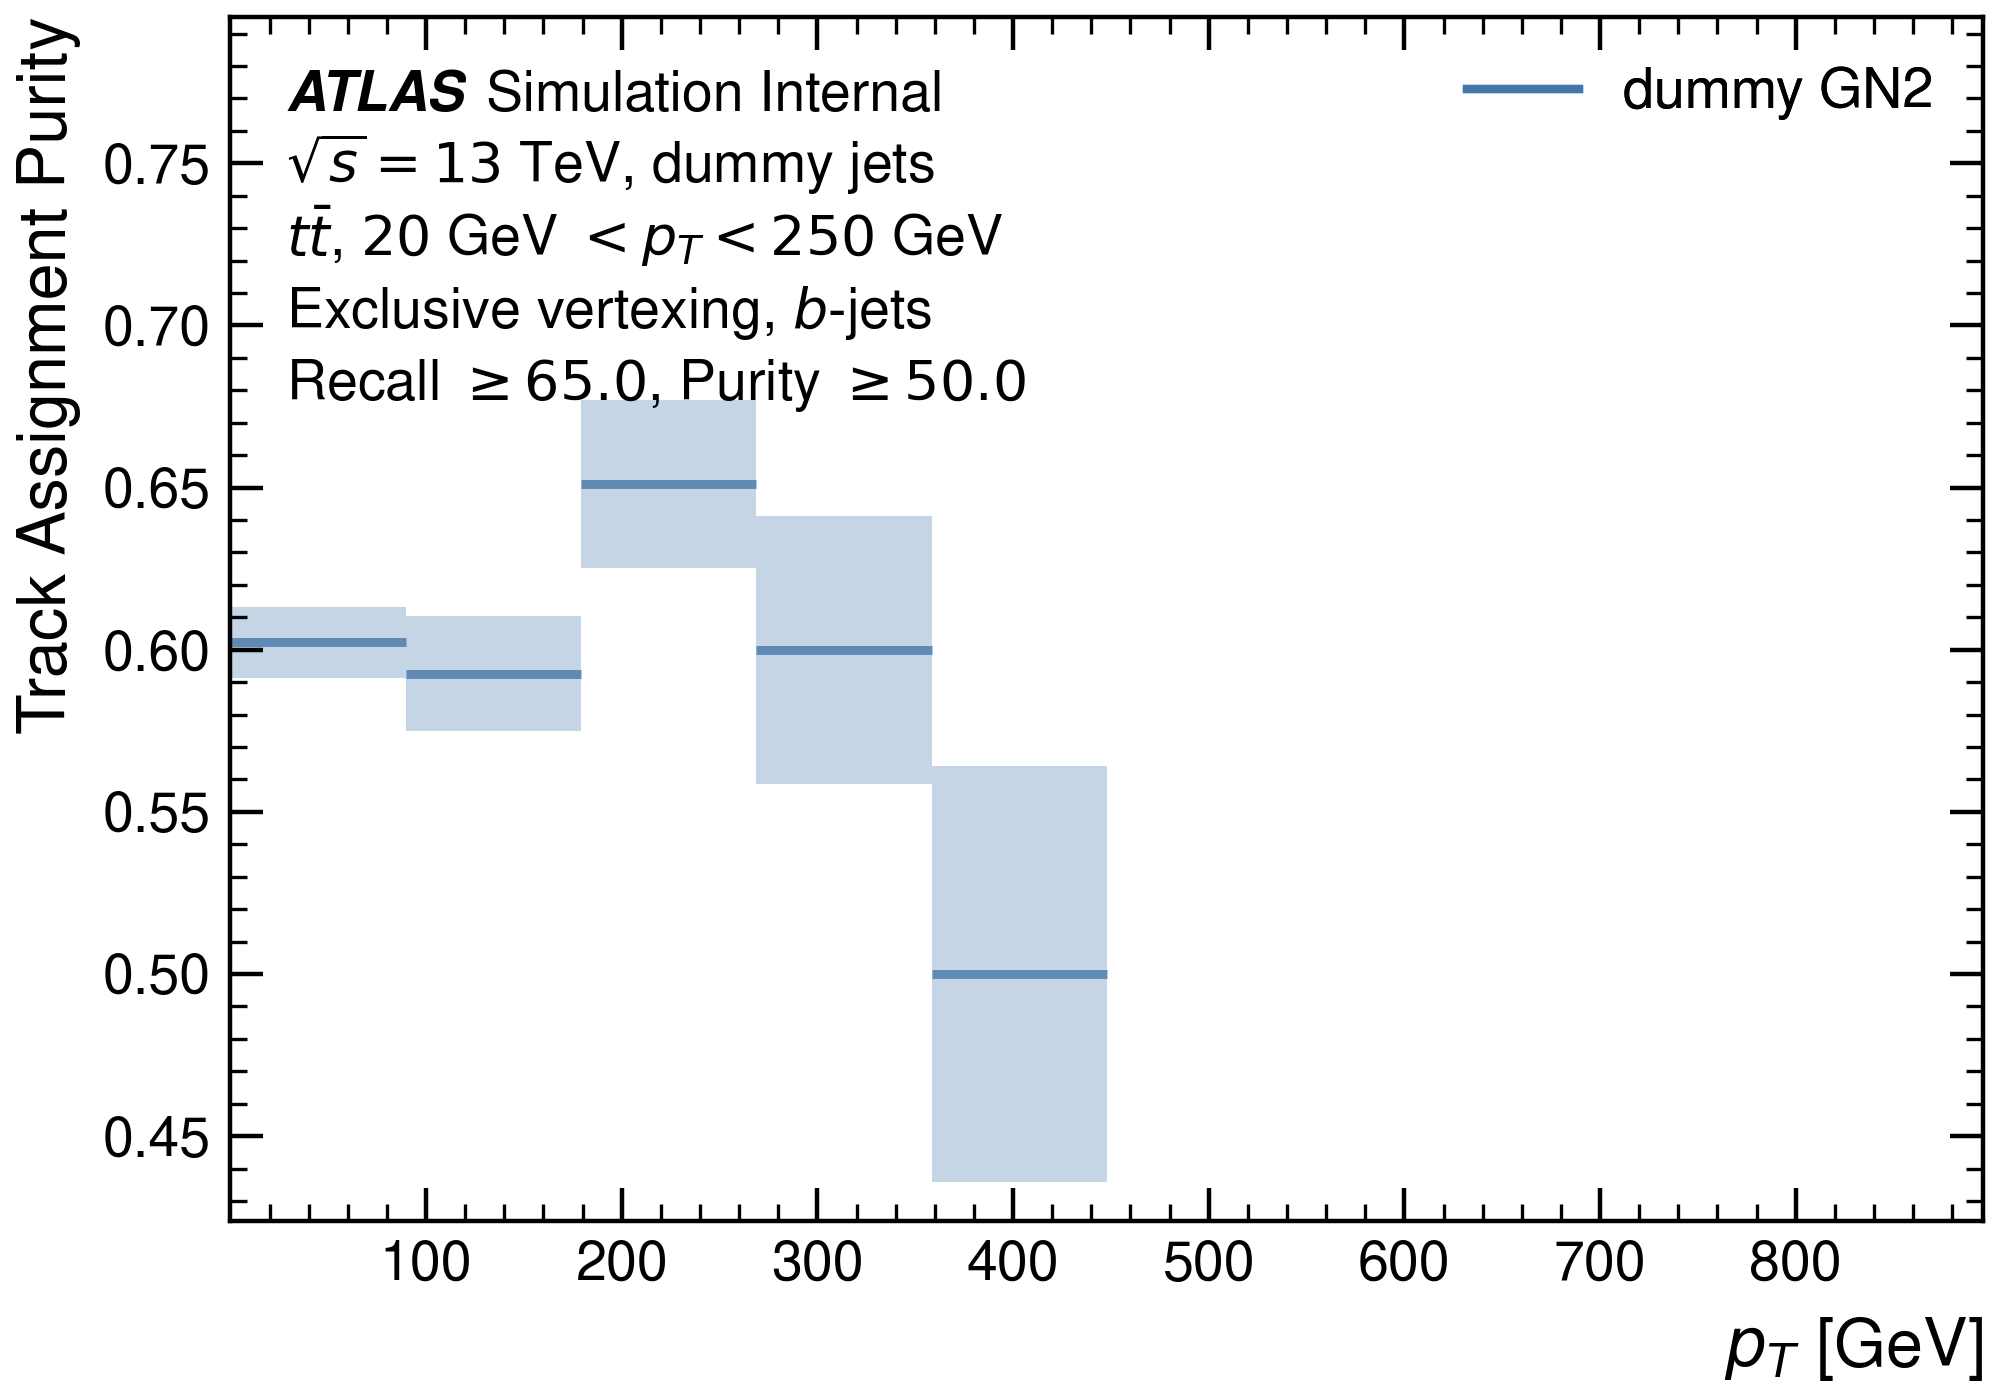 ATLAS Simulation Internal
√s = 13 TeV, dummy jets
tt̄, 20 GeV < p_T < 250 GeV
Exclusive vertexing, b-jets
Recall ≥ 65.0, Purity ≥ 50.0
dummy GN2
Track Assignment Purity
0.75
0.70
0.65
0.60
0.55
0.50
0.45
100 200 300 400 500 600 700 800
p_T [GeV]